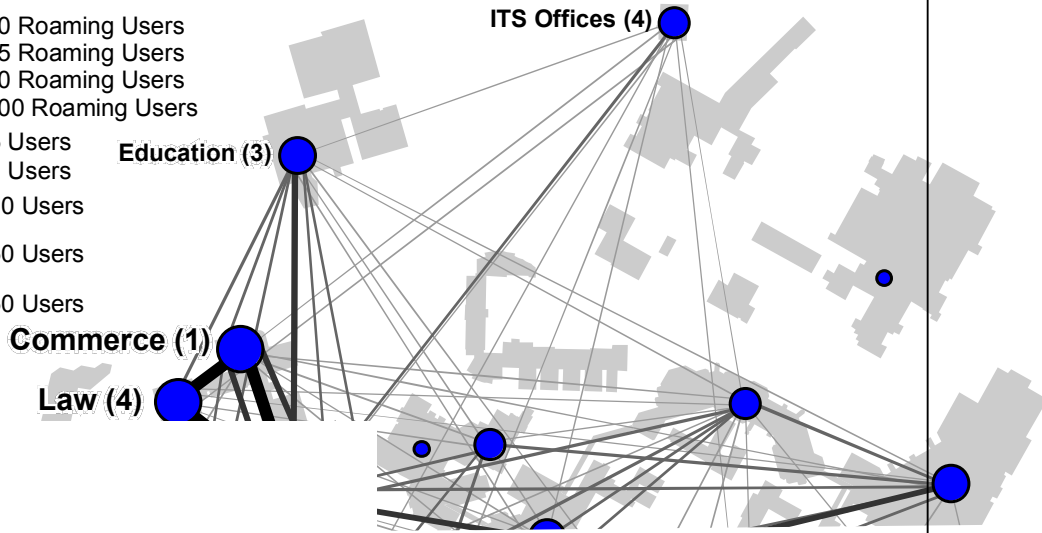 0 Roaming Users
5 Roaming Users
0 Roaming Users
00 Roaming Users
Users
Users
0 Users
0 Users
0 Users
ITS Offices (4)
Education (3)
Commerce (1)
Law (4)